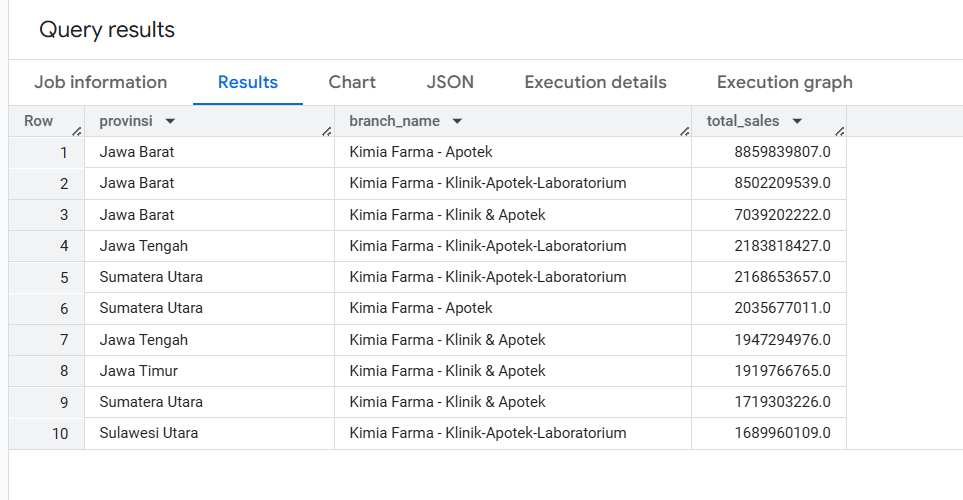 Query results
Job information Results Chart JSON Execution details Execution graph
Row provinsi branch_name total_sales
1 Jawa Barat Kimia Farma - Apotek 8859839807.0
2 Jawa Barat Kimia Farma - Klinik-Apotek-Laboratorium 8502209539.0
3 Jawa Barat Kimia Farma - Klinik & Apotek 7039202222.0
4 Jawa Tengah Kimia Farma - Klinik-Apotek-Laboratorium 2183818427.0
5 Sumatera Utara Kimia Farma - Klinik-Apotek-Laboratorium 2168653657.0
6 Sumatera Utara Kimia Farma - Apotek 2035677011.0
7 Jawa Tengah Kimia Farma - Klinik & Apotek 1947294976.0
8 Jawa Timur Kimia Farma - Klinik & Apotek 1919766765.0
9 Sumatera Utara Kimia Farma - Klinik & Apotek 1719303226.0
10 Sulawesi Utara Kimia Farma - Klinik-Apotek-Laboratorium 1689960109.0